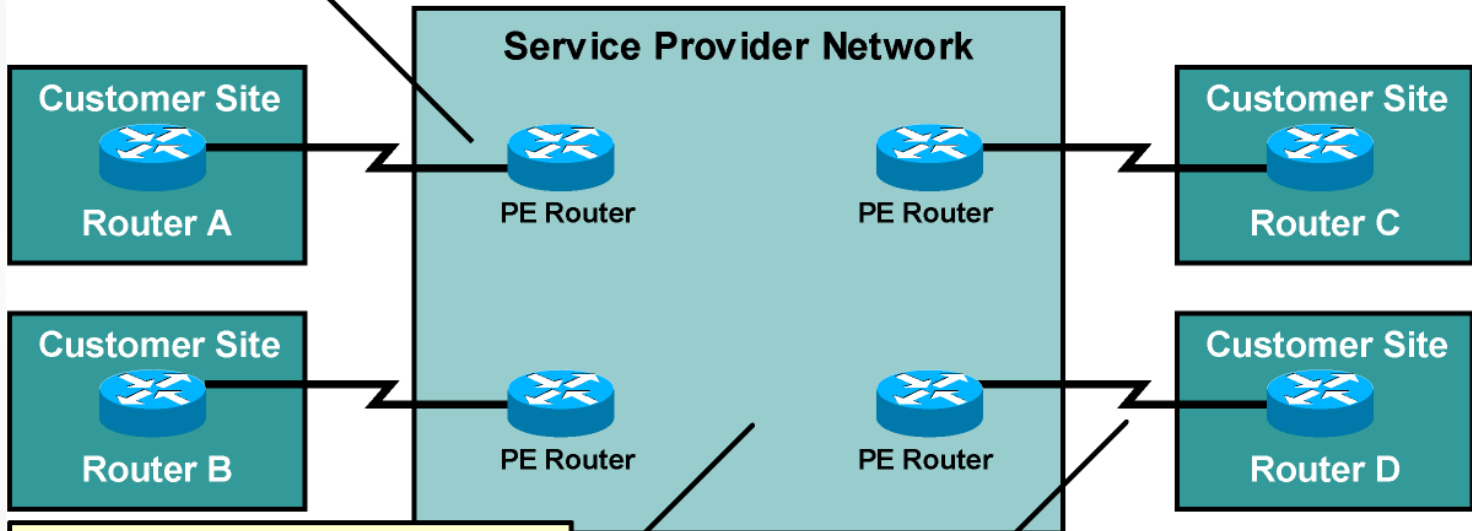 Service Provider Network
Customer Site
Router A
PE Router
PE Router
Customer Site
Router C
Customer Site
Router B
PE Router
PE Router
Customer Site
Router D